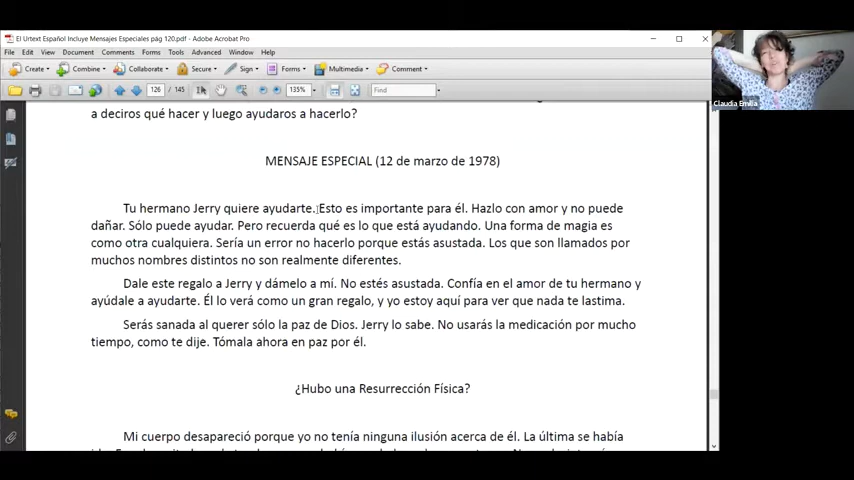 El Urtext Español Incluye Mensajes Especiales pág 120.pdf - Adobe Acrobat Pro
File Edit View Document Comments Forms Tools Advanced Window Help
Create Combine Collaborate Secure Sign Forms Multimedia Comment
126 / 145 135% Find
a deciros qué hacer y luego ayudaros a hacerlo?
MENSAJE ESPECIAL (12 de marzo de 1978)
Tu hermano Jerry quiere ayudarte. Esto es importante para él. Hazlo con amor y no puede
dañar. Sólo puede ayudar. Pero recuerda qué es lo que está ayudando. Una forma de magia es
como otra cualquiera. Sería un error no hacerlo porque estás asustada. Los que son llamados por
muchos nombres distintos no son realmente diferentes.
Dale este regalo a Jerry y dámelo a mí. No estés asustada. Confía en el amor de tu hermano y
ayúdale a ayudarte. Él lo verá como un gran regalo, y yo estoy aquí para ver que nada te lastima.
Serás sanada al querer sólo la paz de Dios. Jerry lo sabe. No usarás la medicación por mucho
tiempo, como te dije. Tómala ahora en paz por él.
¿Hubo una Resurrección Física?
Mi cuerpo desapareció porque yo no tenía ninguna ilusión acerca de él. La última se había
Claudia Emilia